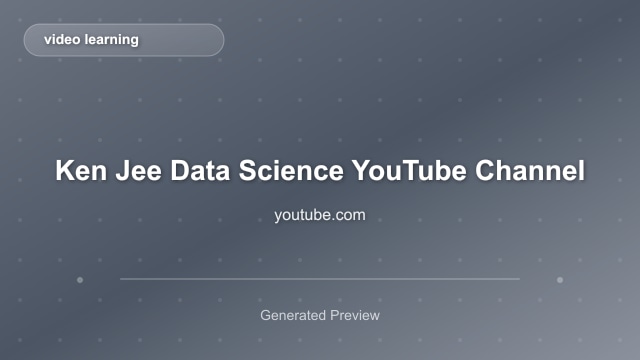 video learning
Ken Jee Data Science YouTube Channel
youtube.com
Generated Preview